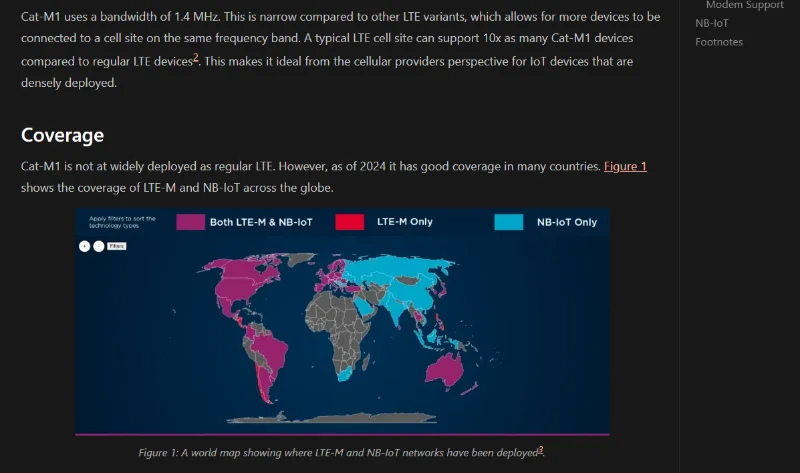 Cat-M1 uses a bandwidth of 1.4 MHz. This is narrow compared to other LTE variants, which allows for more devices to be
connected to a cell site on the same frequency band. A typical LTE cell site can support 10x as many Cat-M1 devices
compared to regular LTE devices2. This makes it ideal from the cellular providers perspective for IoT devices that are
densely deployed.
Coverage
Cat-M1 is not at widely deployed as regular LTE. However, as of 2024 it has good coverage in many countries. Figure 1
shows the coverage of LTE-M and NB-IoT across the globe.
Apply filters to sort the
technology types
Both LTE-M & NB-IoT
LTE-M Only
NB-IoT Only
+ − Filters
Figure 1: A world map showing where LTE-M and NB-IoT networks have been deployed3.
Modem Support
NB-IoT
Footnotes